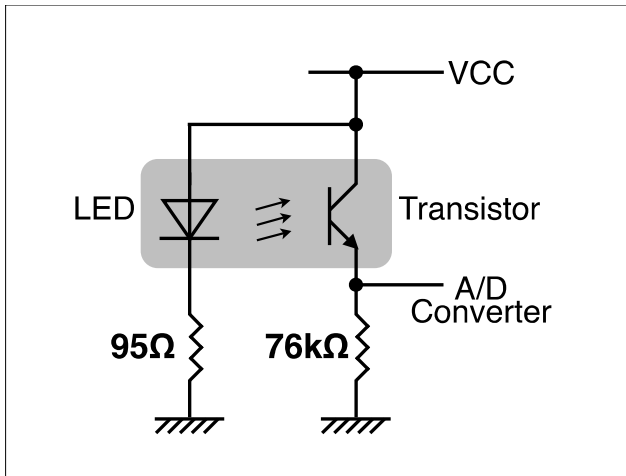 VCC
LED
Transistor
A/D
Converter
95Ω
76kΩ